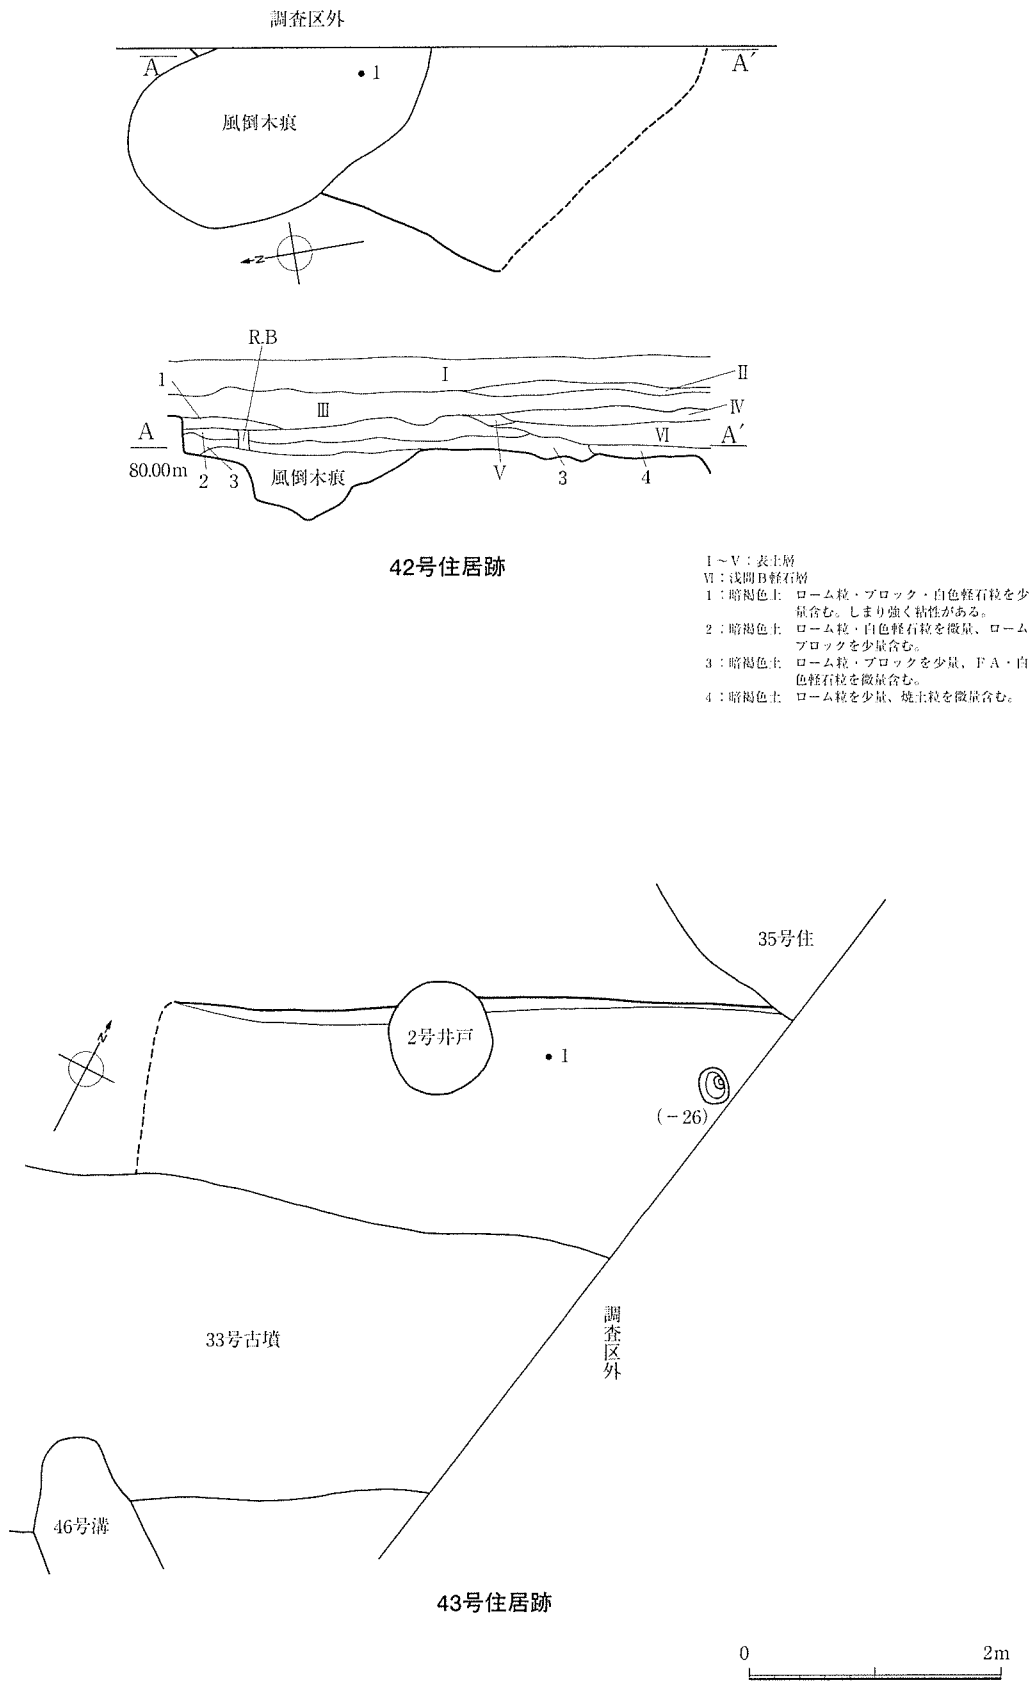 調査区外
A
A′
1
風倒木痕
N
R.B
1
I
II
III
IV
A
VI
A′
80.00m
2
3
風倒木痕
V
3
4
42号住居跡
I~V:表土層
VI:浅間B軽石層
1:暗褐色土 ローム粒・ブロック・白色軽石粒を少
量含む。しまり強く粘性がある。
2:暗褐色土 ローム粒・白色軽石粒を微量、ローム
ブロックを少量含む。
3:暗褐色土 ローム粒・ブロックを少量、FA・白
色軽石粒を微量含む。
4:暗褐色土 ローム粒を少量、焼土粒を微量含む。
35号住
2号井戸
1
N
(-26)
調査区外
33号古墳
46号溝
43号住居跡
0
2m